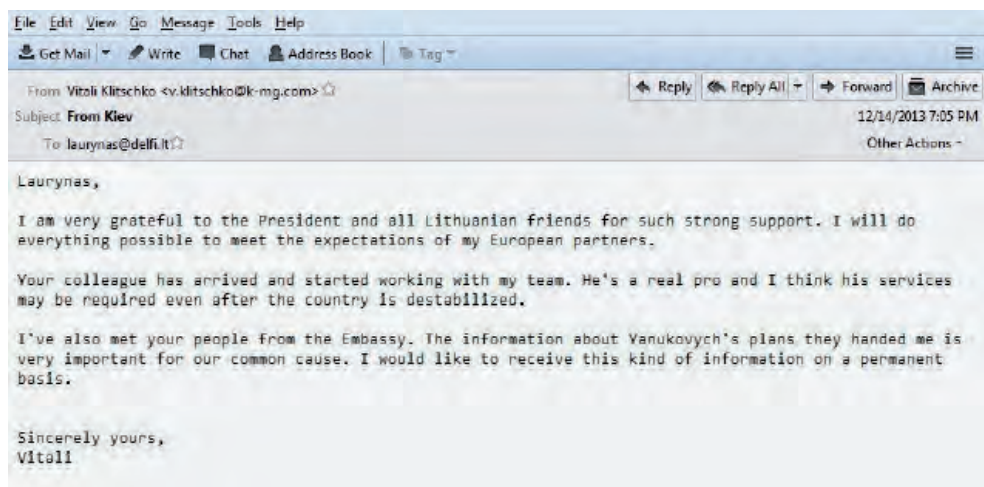 File Edit View Go Message Tools Help
Get Mail Write Chat Address Book Tag
From Vitali Klitschko <v.klitschko@k-mg.com> Reply Reply All Forward Archive
Subject From Kiev 12/14/2013 7:05 PM
To laurynas@delfi.lt Other Actions
Laurynas,
I am very grateful to the President and all Lithuanian friends for such strong support. I will do
everything possible to meet the expectations of my European partners.
Your colleague has arrived and started working with my team. He's a real pro and I think his services
may be required even after the country is destabilized.
I've also met your people from the Embassy. The information about Yanukovych's plans they handed me is
very important for our common cause. I would like to receive this kind of information on a permanent
basis.
Sincerely yours,
Vitali